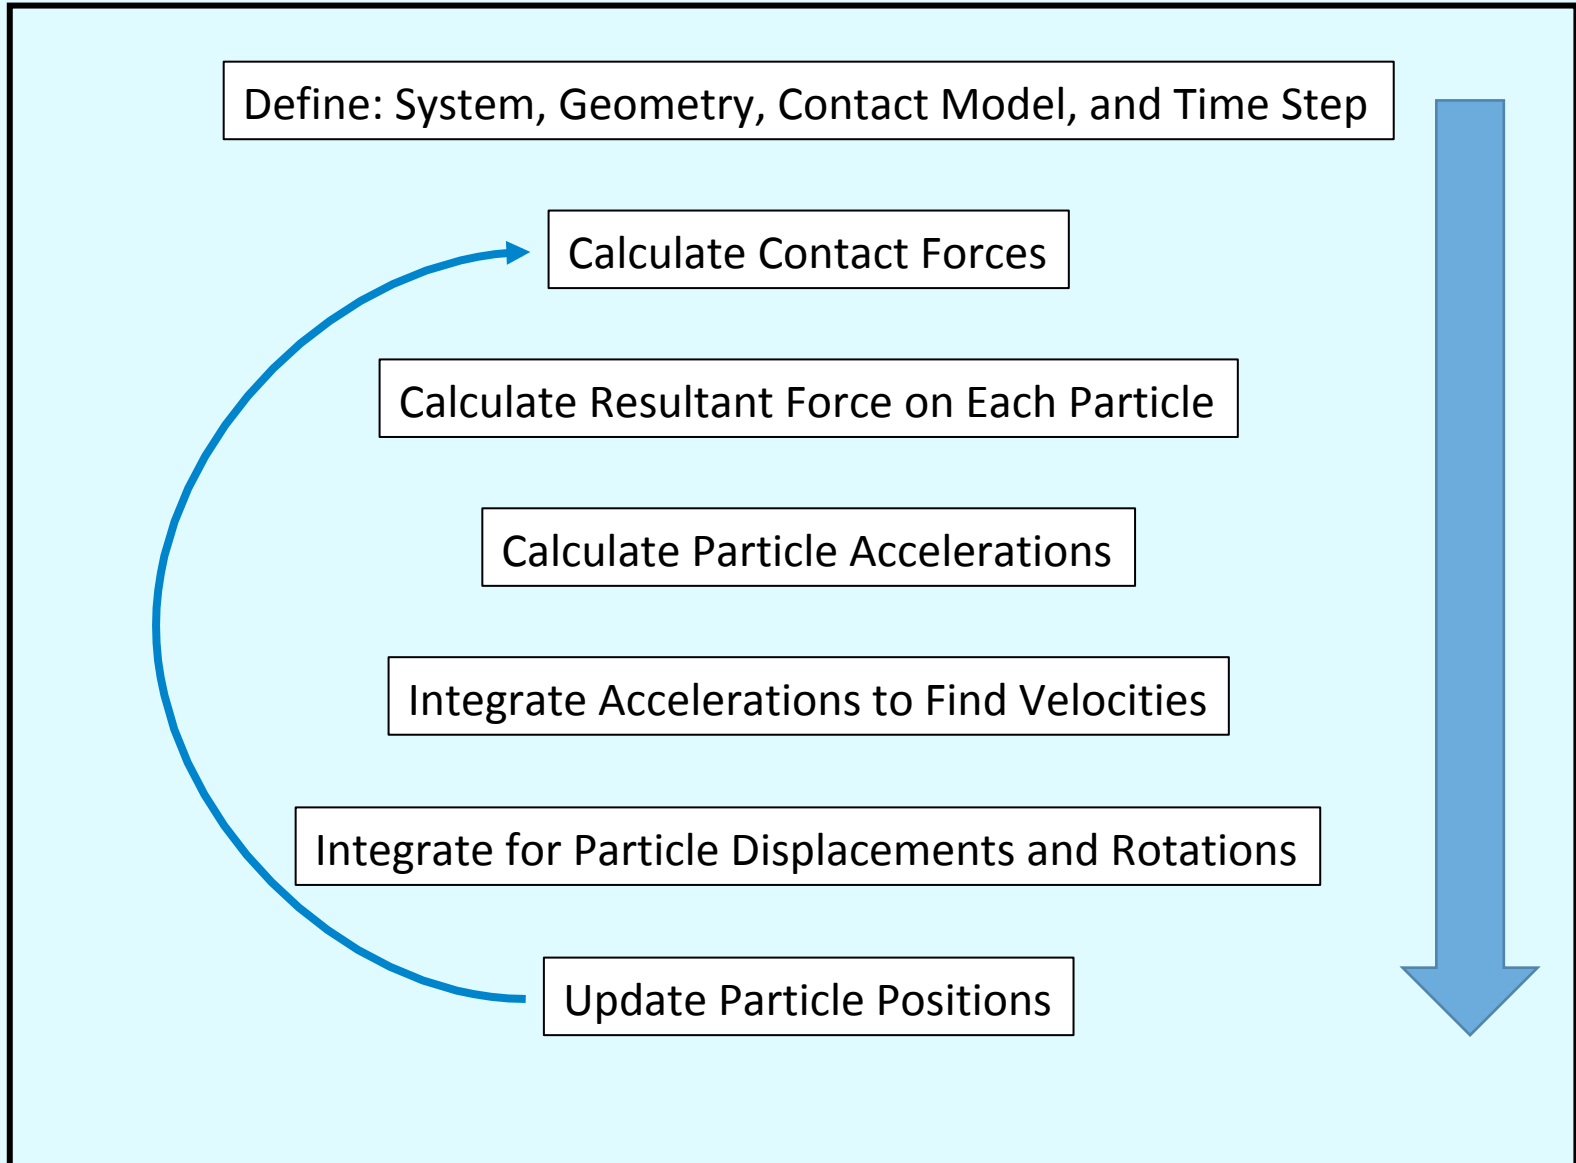 Define: System, Geometry, Contact Model, and Time Step
Calculate Contact Forces
Calculate Resultant Force on Each Particle
Calculate Particle Accelerations
Integrate Accelerations to Find Velocities
Integrate for Particle Displacements and Rotations
Update Particle Positions